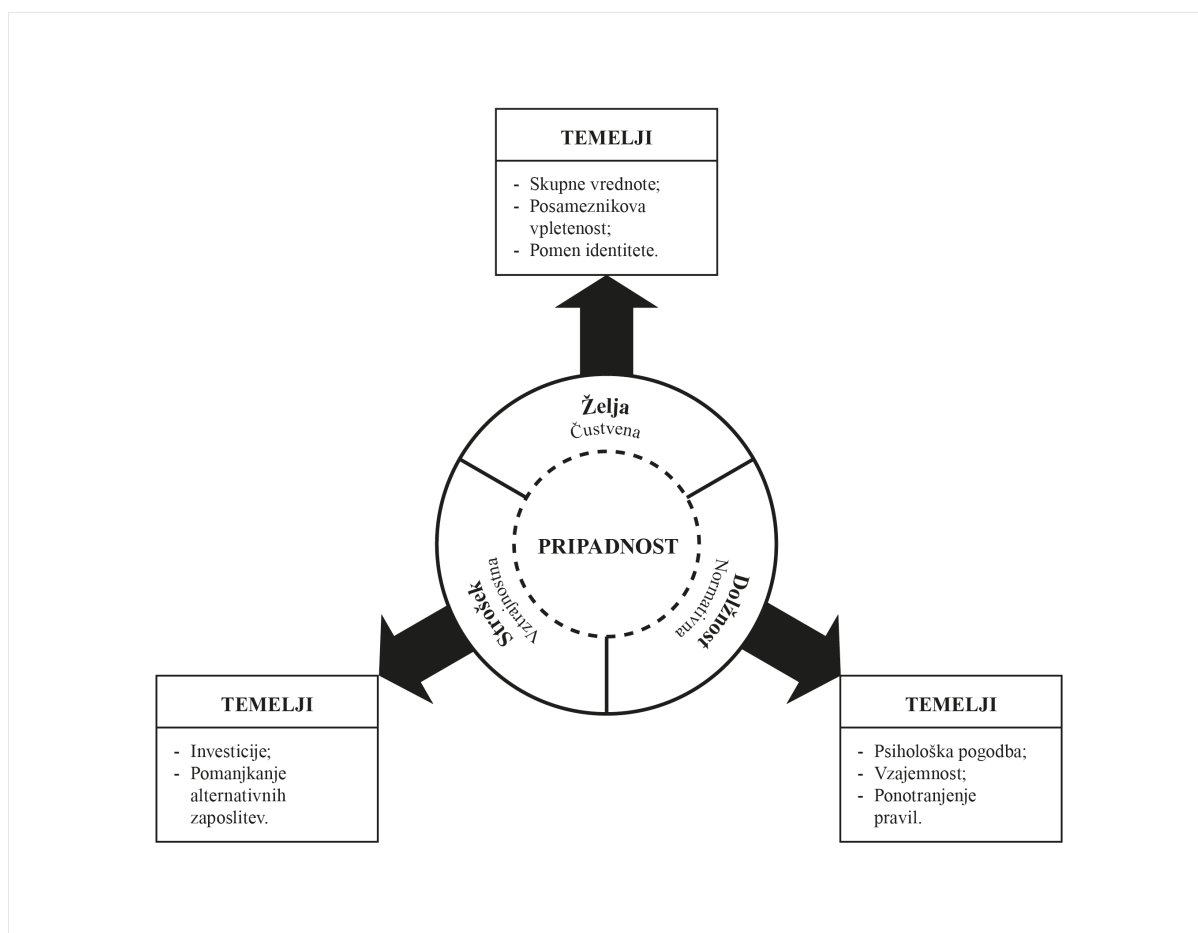 TEMELJI
- Skupne vrednote;
- Posameznikova
vpletenost;
- Pomen identitete.
Želja
Čustvena
PRIPADNOST
Strošek
Vztrajnostna
Dolžnost
Normativna
TEMELJI
- Investicije;
- Pomanjkanje
alternativnih
zaposlitev.
TEMELJI
- Psihološka pogodba;
- Vzajemnost;
- Ponotranjenje
pravil.